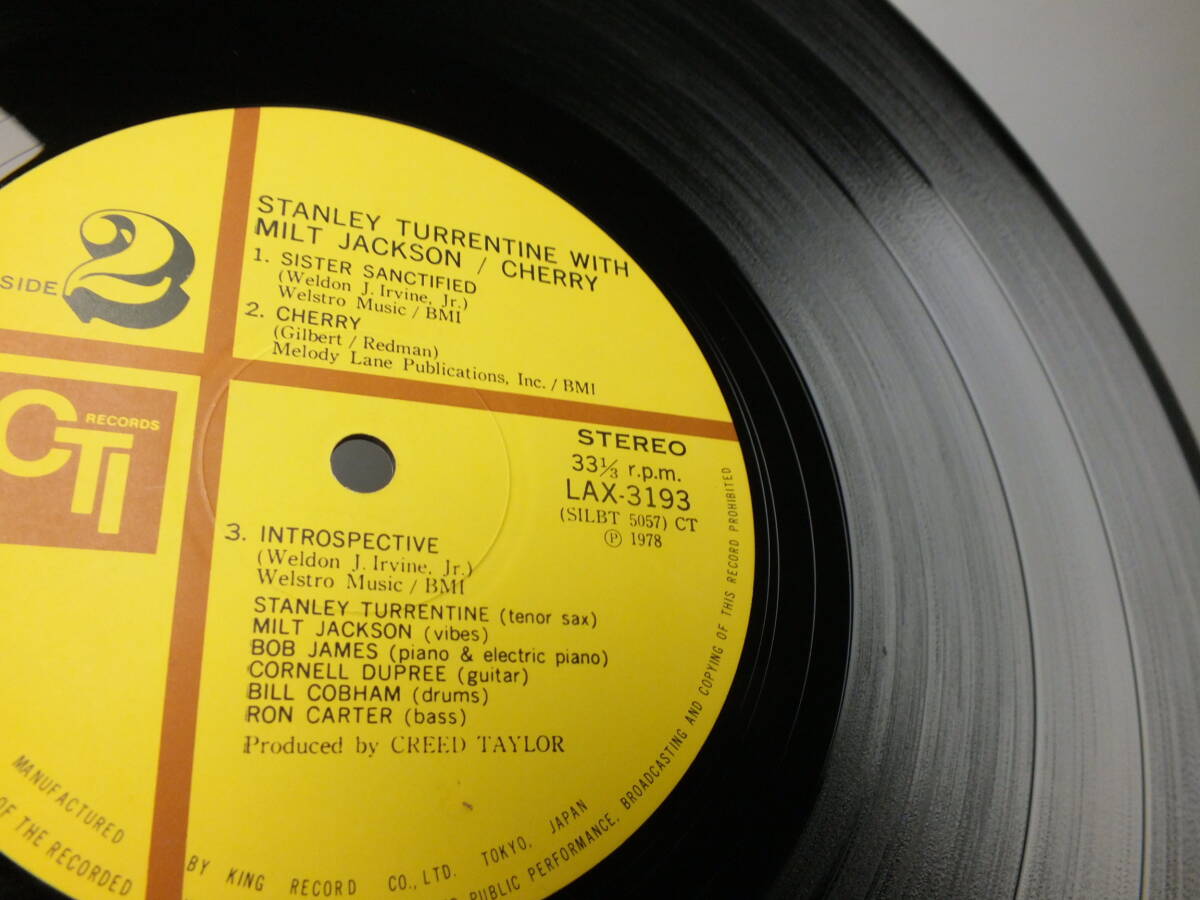 STANLEY TURRENTINE WITH
MILT JACKSON / CHERRY
1. SISTER SANCTIFIED
(Weldon J. Irvine, Jr.)
Welstro Music / BMI
2. CHERRY
(Gilbert / Redman)
Melody Lane Publications, Inc. / BMI
SIDE 2
CTI RECORDS
STEREO
33⅓ r.p.m.
LAX-3193
(SILBT 5057) CT
Ⓟ 1978
3. INTROSPECTIVE
(Weldon J. Irvine, Jr.)
Welstro Music / BMI
STANLEY TURRENTINE (tenor sax)
MILT JACKSON (vibes)
BOB JAMES (piano & electric piano)
CORNELL DUPREE (guitar)
BILL COBHAM (drums)
RON CARTER (bass)
Produced by CREED TAYLOR
MANUFACTURED BY KING RECORD CO., LTD. TOKYO, JAPAN
OF THE RECORDED
PUBLIC PERFORMANCE, BROADCASTING AND COPYING OF THIS RECORD PROHIBITED